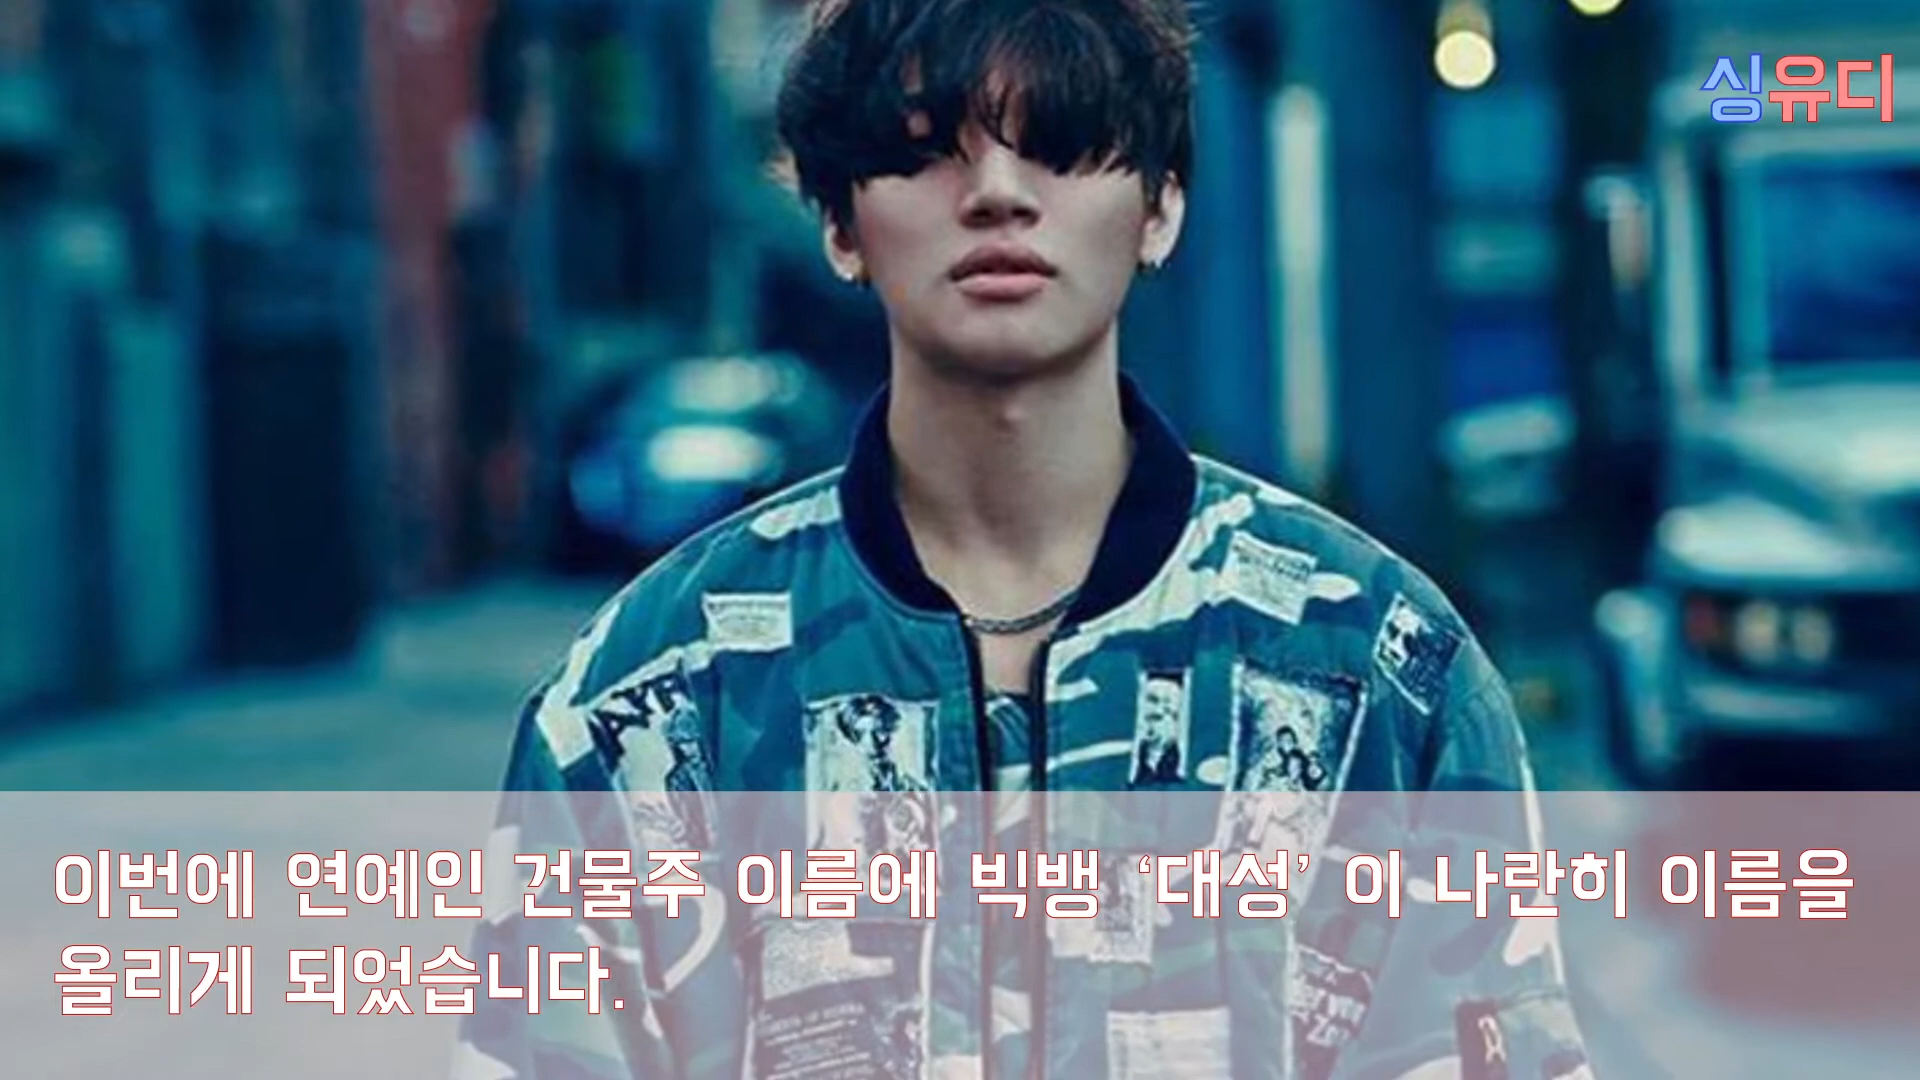 싱유디
이번에 연예인 건물주 이름에 빅뱅 ‘대성’ 이 나란히 이름을
올리게 되었습니다.